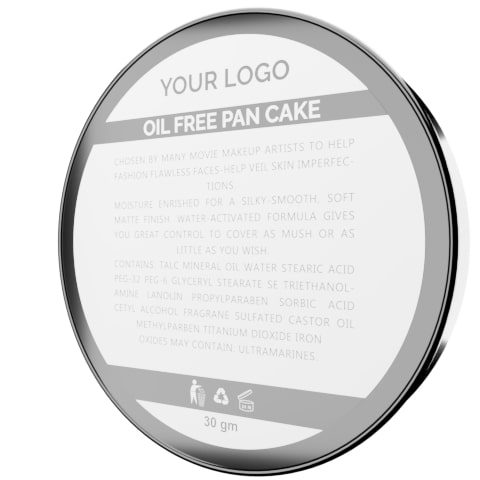 YOUR LOGO
OIL FREE PAN CAKE
CHOSEN BY MANY MOVIE MAKEUP ARTISTS TO HELP
FASHION FLAWLESS FACES-HELP VEIL SKIN IMPERFEC-
TIONS.
MOISTURE ENRISHED FOR A SILKY-SMOOTH, SOFT
MATTE FINISH. WATER-ACTIVATED FORMULA GIVES
YOU GREAT CONTROL TO COVER AS MUSH OR AS
LITTLE AS YOU WISH.
CONTAINS: TALC MINERAL OIL WATER STEARIC ACID
PEG-32 PEG-6 GLYCERYL STEARATE SE TRIETHANOL-
AMINE LANOLIN PROPYLPARABEN SORBIC ACID
CETYL ALCOHOL FRAGRANE SULFATED CASTOR OIL
METHYLPARBEN TITANIUM DIOXIDE IRON
OXIDES MAY CONTAIN: ULTRAMARINES.
30 gm